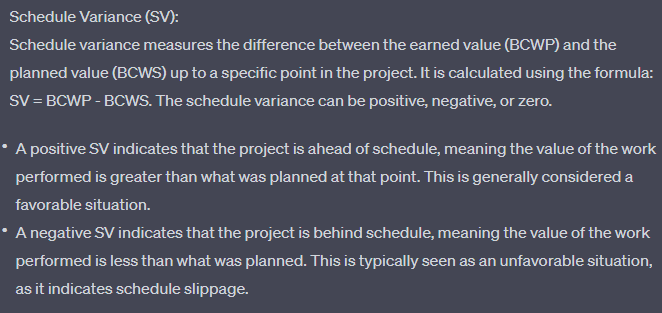 Schedule Variance (SV):
Schedule variance measures the difference between the earned value (BCWP) and the
planned value (BCWS) up to a specific point in the project. It is calculated using the formula:
SV = BCWP - BCWS. The schedule variance can be positive, negative, or zero.
• A positive SV indicates that the project is ahead of schedule, meaning the value of the work
performed is greater than what was planned at that point. This is generally considered a
favorable situation.
• A negative SV indicates that the project is behind schedule, meaning the value of the work
performed is less than what was planned. This is typically seen as an unfavorable situation,
as it indicates schedule slippage.